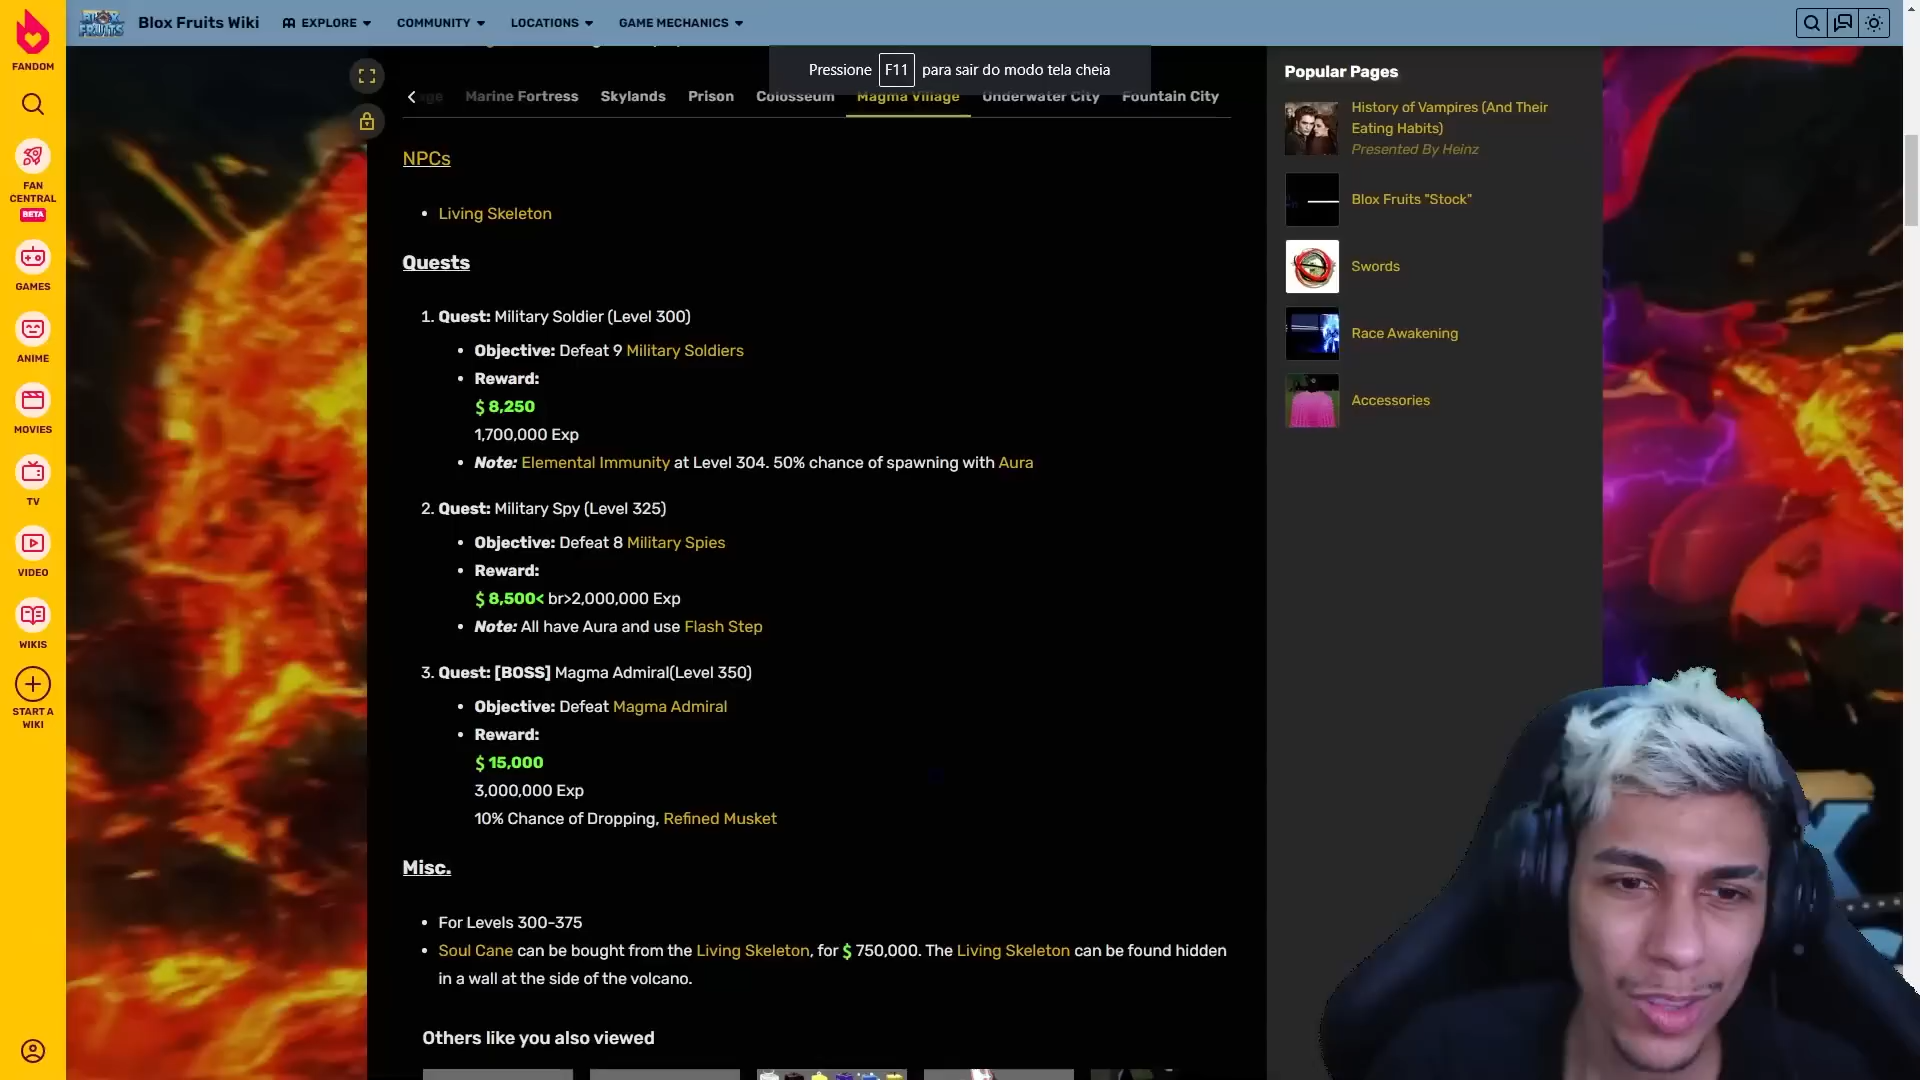 Blox Fruits Wiki
EXPLORE
COMMUNITY
LOCATIONS
GAME MECHANICS
FANDOM
FAN
CENTRAL
BETA
GAMES
ANIME
MOVIES
TV
VIDEO
WIKIS
START A
WIKI
Pressione F11 para sair do modo tela cheia
Marine Fortress
Skylands
Prison
Colosseum
Magma Village
Underwater City
Fountain City
NPCs
• Living Skeleton
Quests
1. Quest: Military Soldier (Level 300)
• Objective: Defeat 9 Military Soldiers
• Reward:
$ 8,250
1,700,000 Exp
• Note: Elemental Immunity at Level 304. 50% chance of spawning with Aura
2. Quest: Military Spy (Level 325)
• Objective: Defeat 8 Military Spies
• Reward:
$ 8,500< br>2,000,000 Exp
• Note: All have Aura and use Flash Step
3. Quest: [BOSS] Magma Admiral(Level 350)
• Objective: Defeat Magma Admiral
• Reward:
$ 15,000
3,000,000 Exp
10% Chance of Dropping, Refined Musket
Misc.
• For Levels 300-375
• Soul Cane can be bought from the Living Skeleton, for $ 750,000. The Living Skeleton can be found hidden
in a wall at the side of the volcano.
Others like you also viewed
Popular Pages
History of Vampires (And Their
Eating Habits)
Presented By Heinz
Blox Fruits "Stock"
Swords
Race Awakening
Accessories